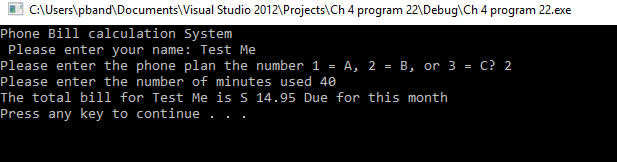 C:\Users\pband\Documents\Visual Studio 2012\Projects\Ch 4 program 22\Debug\Ch 4 program 22.exe
Phone Bill calculation System
Please enter your name: Test Me
Please enter the phone plan the number 1 = A, 2 = B, or 3 = C? 2
Please enter the number of minutes used 40
The total bill for Test Me is S 14.95 Due for this month
Press any key to continue . . .